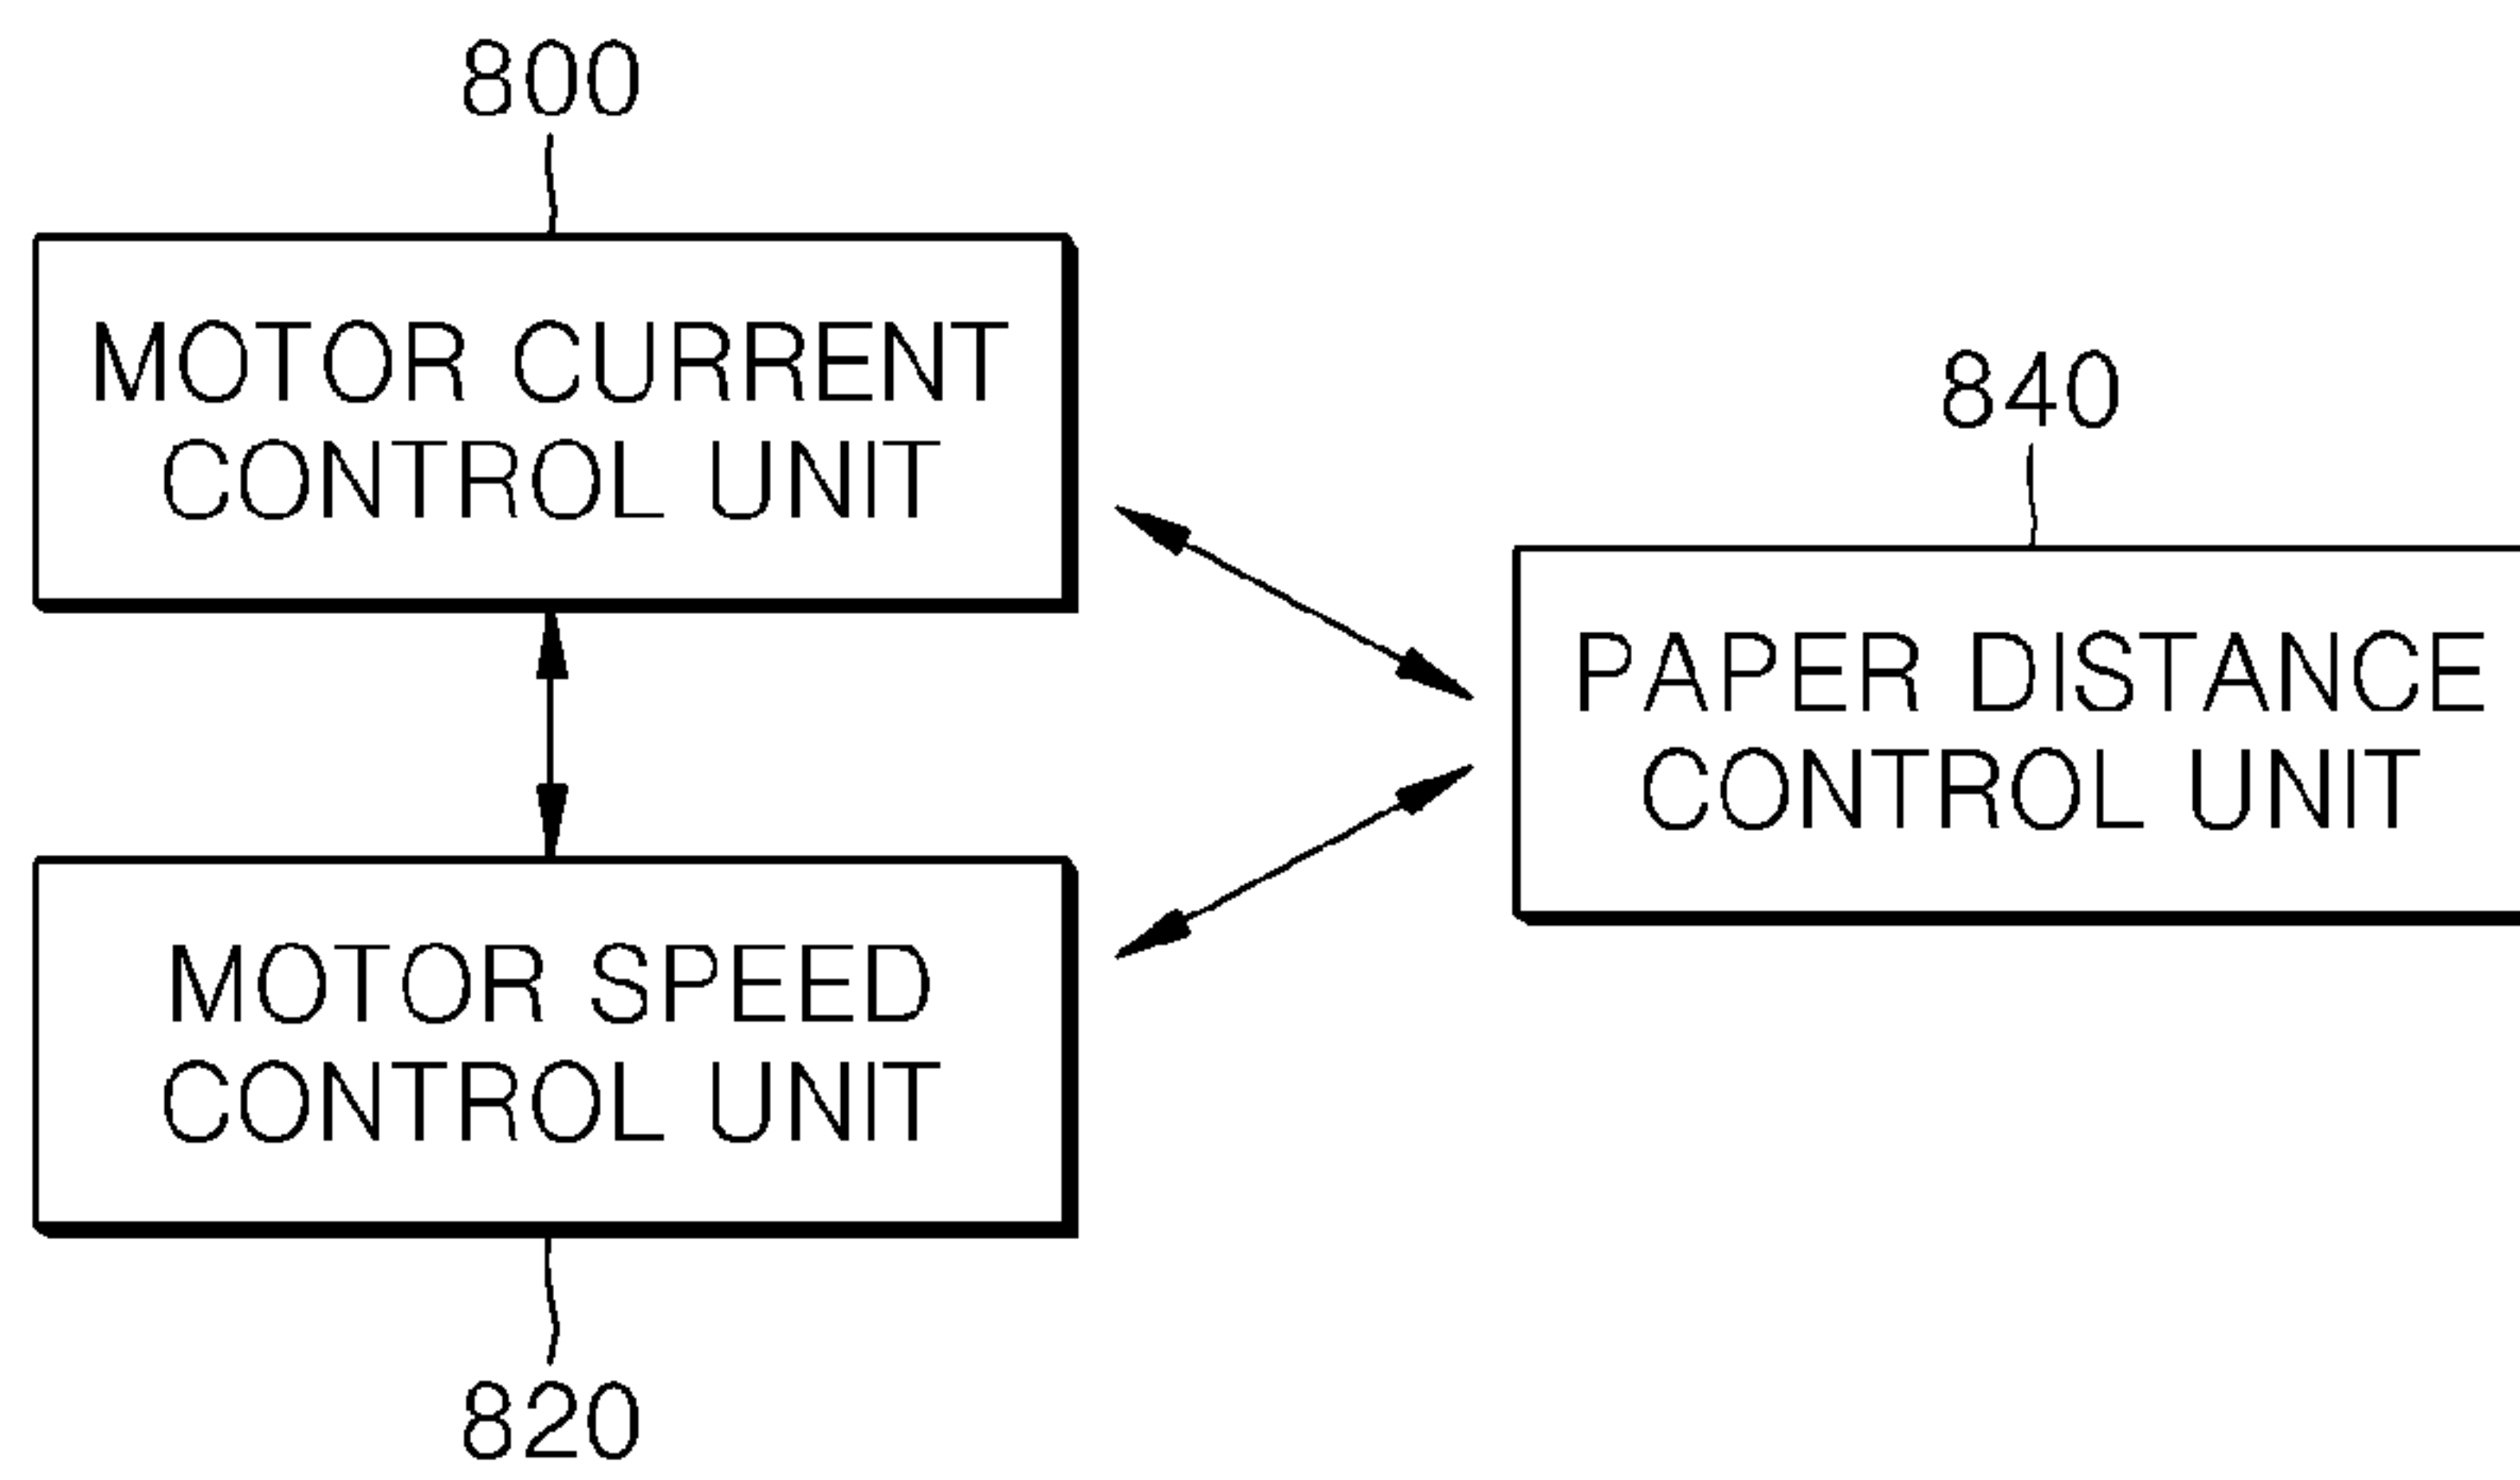 800
MOTOR CURRENT
CONTROL UNIT
840
PAPER DISTANCE
CONTROL UNIT
MOTOR SPEED
CONTROL UNIT
820